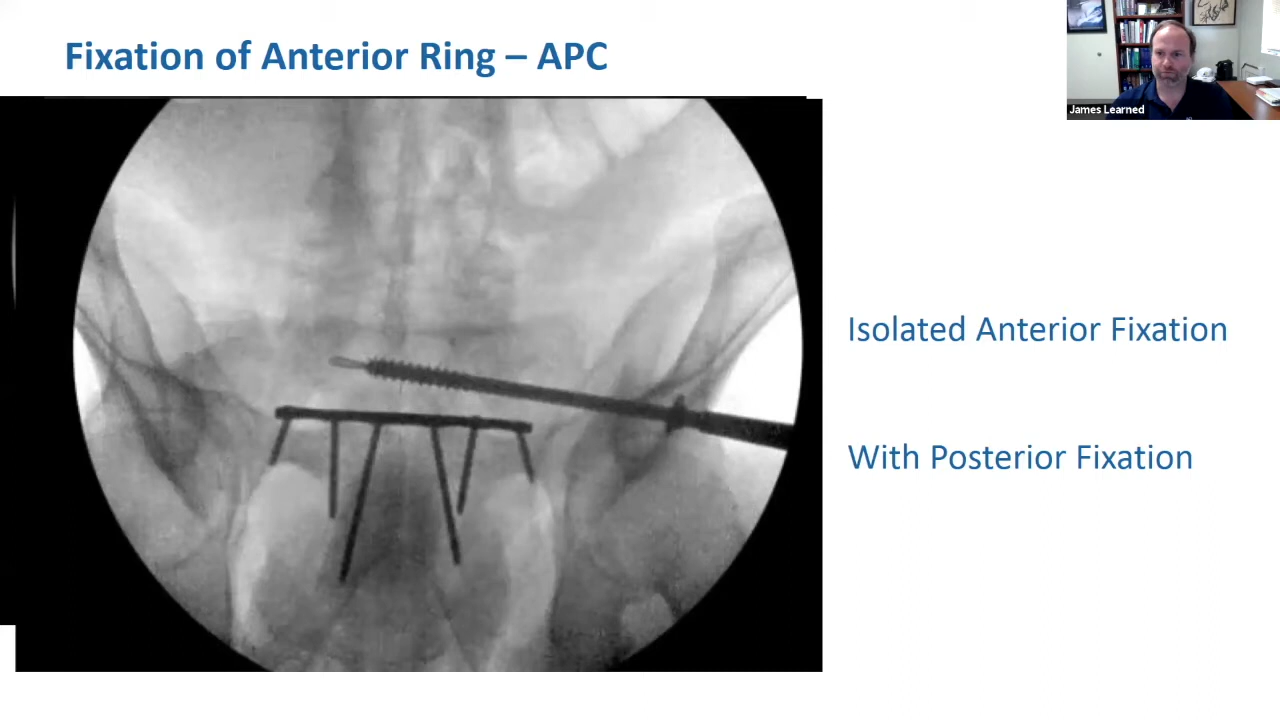 Fixation of Anterior Ring – APC
James Learned
Isolated Anterior Fixation
With Posterior Fixation